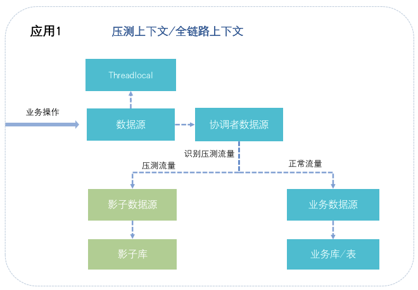 应用1
压测上下文/全链路上下文
Threadlocal
业务操作
数据源
协调者数据源
识别压测流量
压测流量
正常流量
影子数据源
业务数据源
影子库
业务库/表